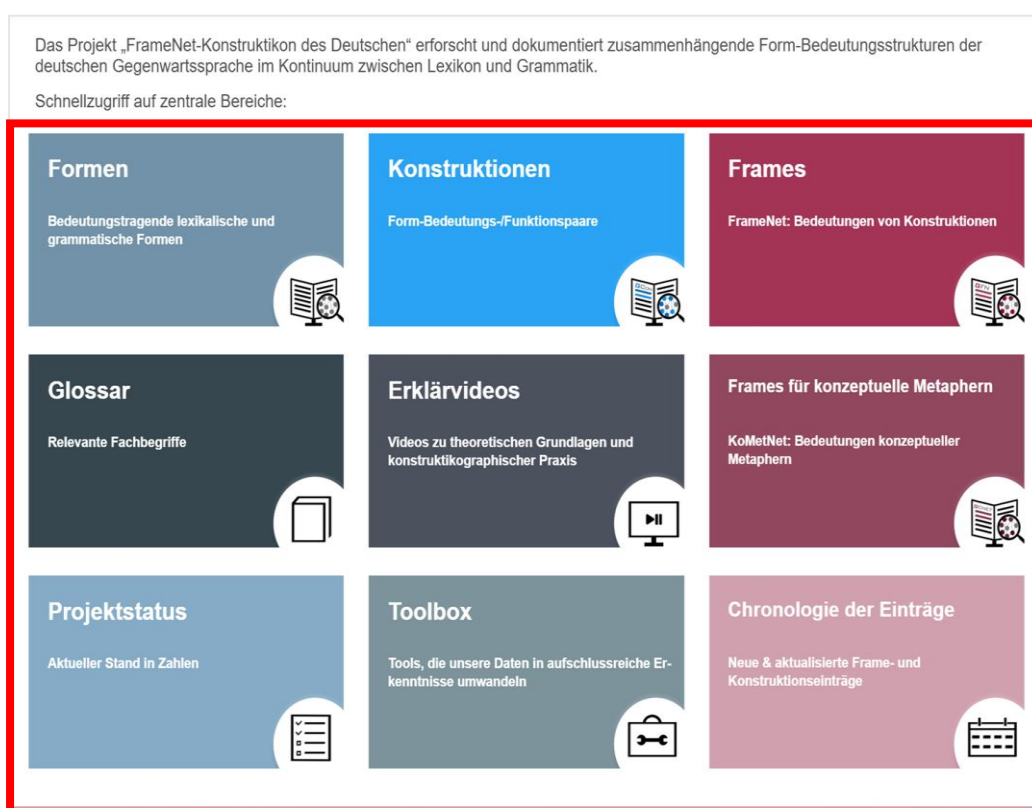 Das Projekt „FrameNet-Konstruktikon des Deutschen“ erforscht und dokumentiert zusammenhängende Form-Bedeutungsstrukturen der
deutschen Gegenwartssprache im Kontinuum zwischen Lexikon und Grammatik.
Schnellzugriff auf zentrale Bereiche:
Formen
Bedeutungstragende lexikalische und
grammatische Formen
Konstruktionen
Form-Bedeutungs-/Funktionspaare
Frames
FrameNet: Bedeutungen von Konstruktionen
Glossar
Relevante Fachbegriffe
Erklärvideos
Videos zu theoretischen Grundlagen und
konstruktikographischer Praxis
Frames für konzeptuelle Metaphern
KoMetNet: Bedeutungen konzeptueller
Metaphern
Projektstatus
Aktueller Stand in Zahlen
Toolbox
Tools, die unsere Daten in aufschlussreiche Er-
kenntnisse umwandeln
Chronologie der Einträge
Neue & aktualisierte Frame- und
Konstruktionseinträge